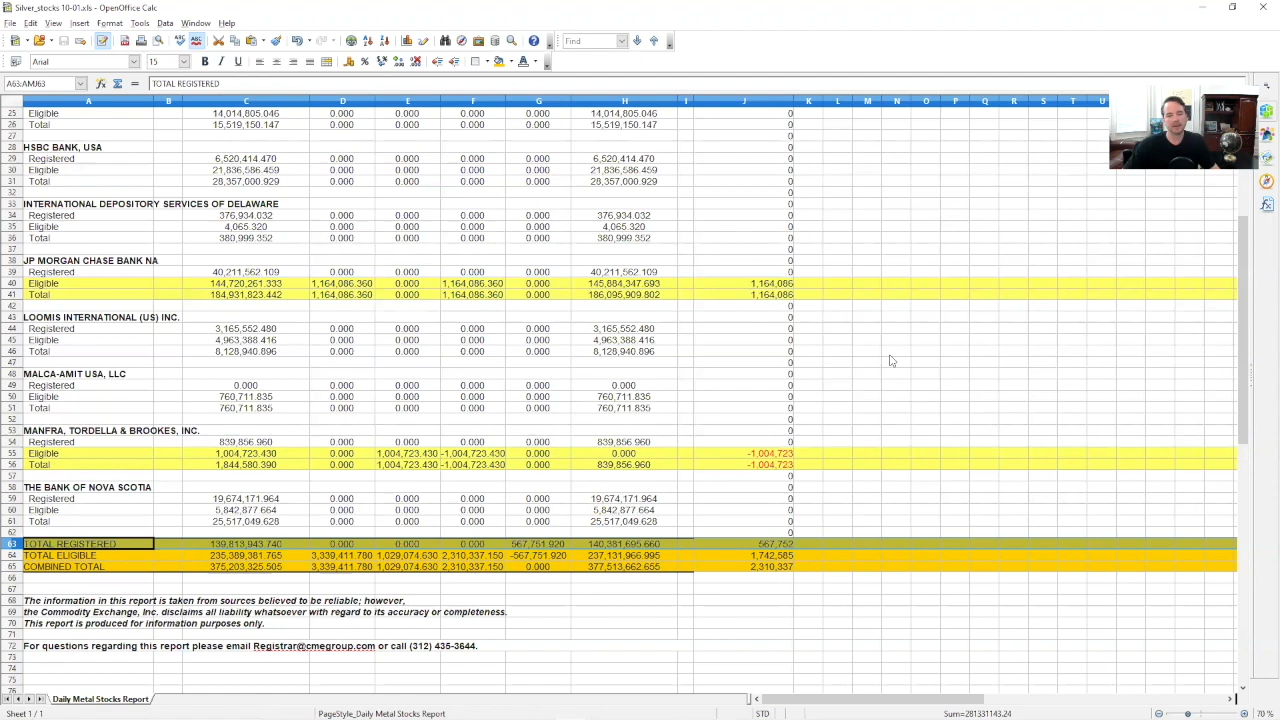 Silver_stocks 10-01.xls - OpenOffice Calc
File Edit View Insert Format Tools Data Window Help
Find
Arial 15
A63:AMJ63 TOTAL REGISTERED
A B C D E F G H I J K L M N O P Q R S T U
25 Eligible 14,014,805.046 0.000 0.000 0.000 0.000 14,014,805.046 0
26 Total 15,519,150.147 0.000 0.000 0.000 0.000 15,519,150.147 0
27 0
28 HSBC BANK, USA 0
29 Registered 6,520,414.470 0.000 0.000 0.000 0.000 6,520,414.470 0
30 Eligible 21,836,586.459 0.000 0.000 0.000 0.000 21,836,586.459 0
31 Total 28,357,000.929 0.000 0.000 0.000 0.000 28,357,000.929 0
32 0
33 INTERNATIONAL DEPOSITORY SERVICES OF DELAWARE 0
34 Registered 376,934.032 0.000 0.000 0.000 0.000 376,934.032 0
35 Eligible 4,065.320 0.000 0.000 0.000 0.000 4,065.320 0
36 Total 380,999.352 0.000 0.000 0.000 0.000 380,999.352 0
37 0
38 JP MORGAN CHASE BANK NA 0
39 Registered 40,211,562.109 0.000 0.000 0.000 0.000 40,211,562.109 0
40 Eligible 144,720,261.333 1,164,086.360 0.000 1,164,086.360 0.000 145,884,347.693 1,164,086
41 Total 184,931,823.442 1,164,086.360 0.000 1,164,086.360 0.000 186,095,909.802 1,164,086
42 0
43 LOOMIS INTERNATIONAL (US) INC. 0
44 Registered 3,165,552.480 0.000 0.000 0.000 0.000 3,165,552.480 0
45 Eligible 4,963,388.416 0.000 0.000 0.000 0.000 4,963,388.416 0
46 Total 8,128,940.896 0.000 0.000 0.000 0.000 8,128,940.896 0
47 0
48 MALCA-AMIT USA, LLC 0
49 Registered 0.000 0.000 0.000 0.000 0.000 0.000 0
50 Eligible 760,711.835 0.000 0.000 0.000 0.000 760,711.835 0
51 Total 760,711.835 0.000 0.000 0.000 0.000 760,711.835 0
52 0
53 MANFRA, TORDELLA & BROOKES, INC. 0
54 Registered 839,856.960 0.000 0.000 0.000 0.000 839,856.960 0
55 Eligible 1,004,723.430 0.000 1,004,723.430 -1,004,723.430 0.000 0.000 -1,004,723
56 Total 1,844,580.390 0.000 1,004,723.430 -1,004,723.430 0.000 839,856.960 -1,004,723
57 0
58 THE BANK OF NOVA SCOTIA 0
59 Registered 19,674,171.964 0.000 0.000 0.000 0.000 19,674,171.964 0
60 Eligible 5,842,877.664 0.000 0.000 0.000 0.000 5,842,877.664 0
61 Total 25,517,049.628 0.000 0.000 0.000 0.000 25,517,049.628 0
62 0
63 TOTAL REGISTERED 139,813,943.740 0.000 0.000 0.000 567,751.920 140,381,695.660 567,752
64 TOTAL ELIGIBLE 235,389,381.765 3,339,411.780 1,029,074.630 2,310,337.150 -567,751.920 237,131,966.995 1,742,585
65 COMBINED TOTAL 375,203,325.505 3,339,411.780 1,029,074.630 2,310,337.150 0.000 377,513,662.655 2,310,337
66
67
68 The information in this report is taken from sources believed to be reliable; however,
69 the Commodity Exchange, Inc. disclaims all liability whatsoever with regard to its accuracy or completeness.
70 This report is produced for information purposes only.
71
72 For questions regarding this report please email Registrar@cmegroup.com or call (312) 435-3644.
73
74
75
76
Daily Metal Stocks Report
Sheet 1 / 1 PageStyle_Daily Metal Stocks Report STD Sum=281331143.24 70 %